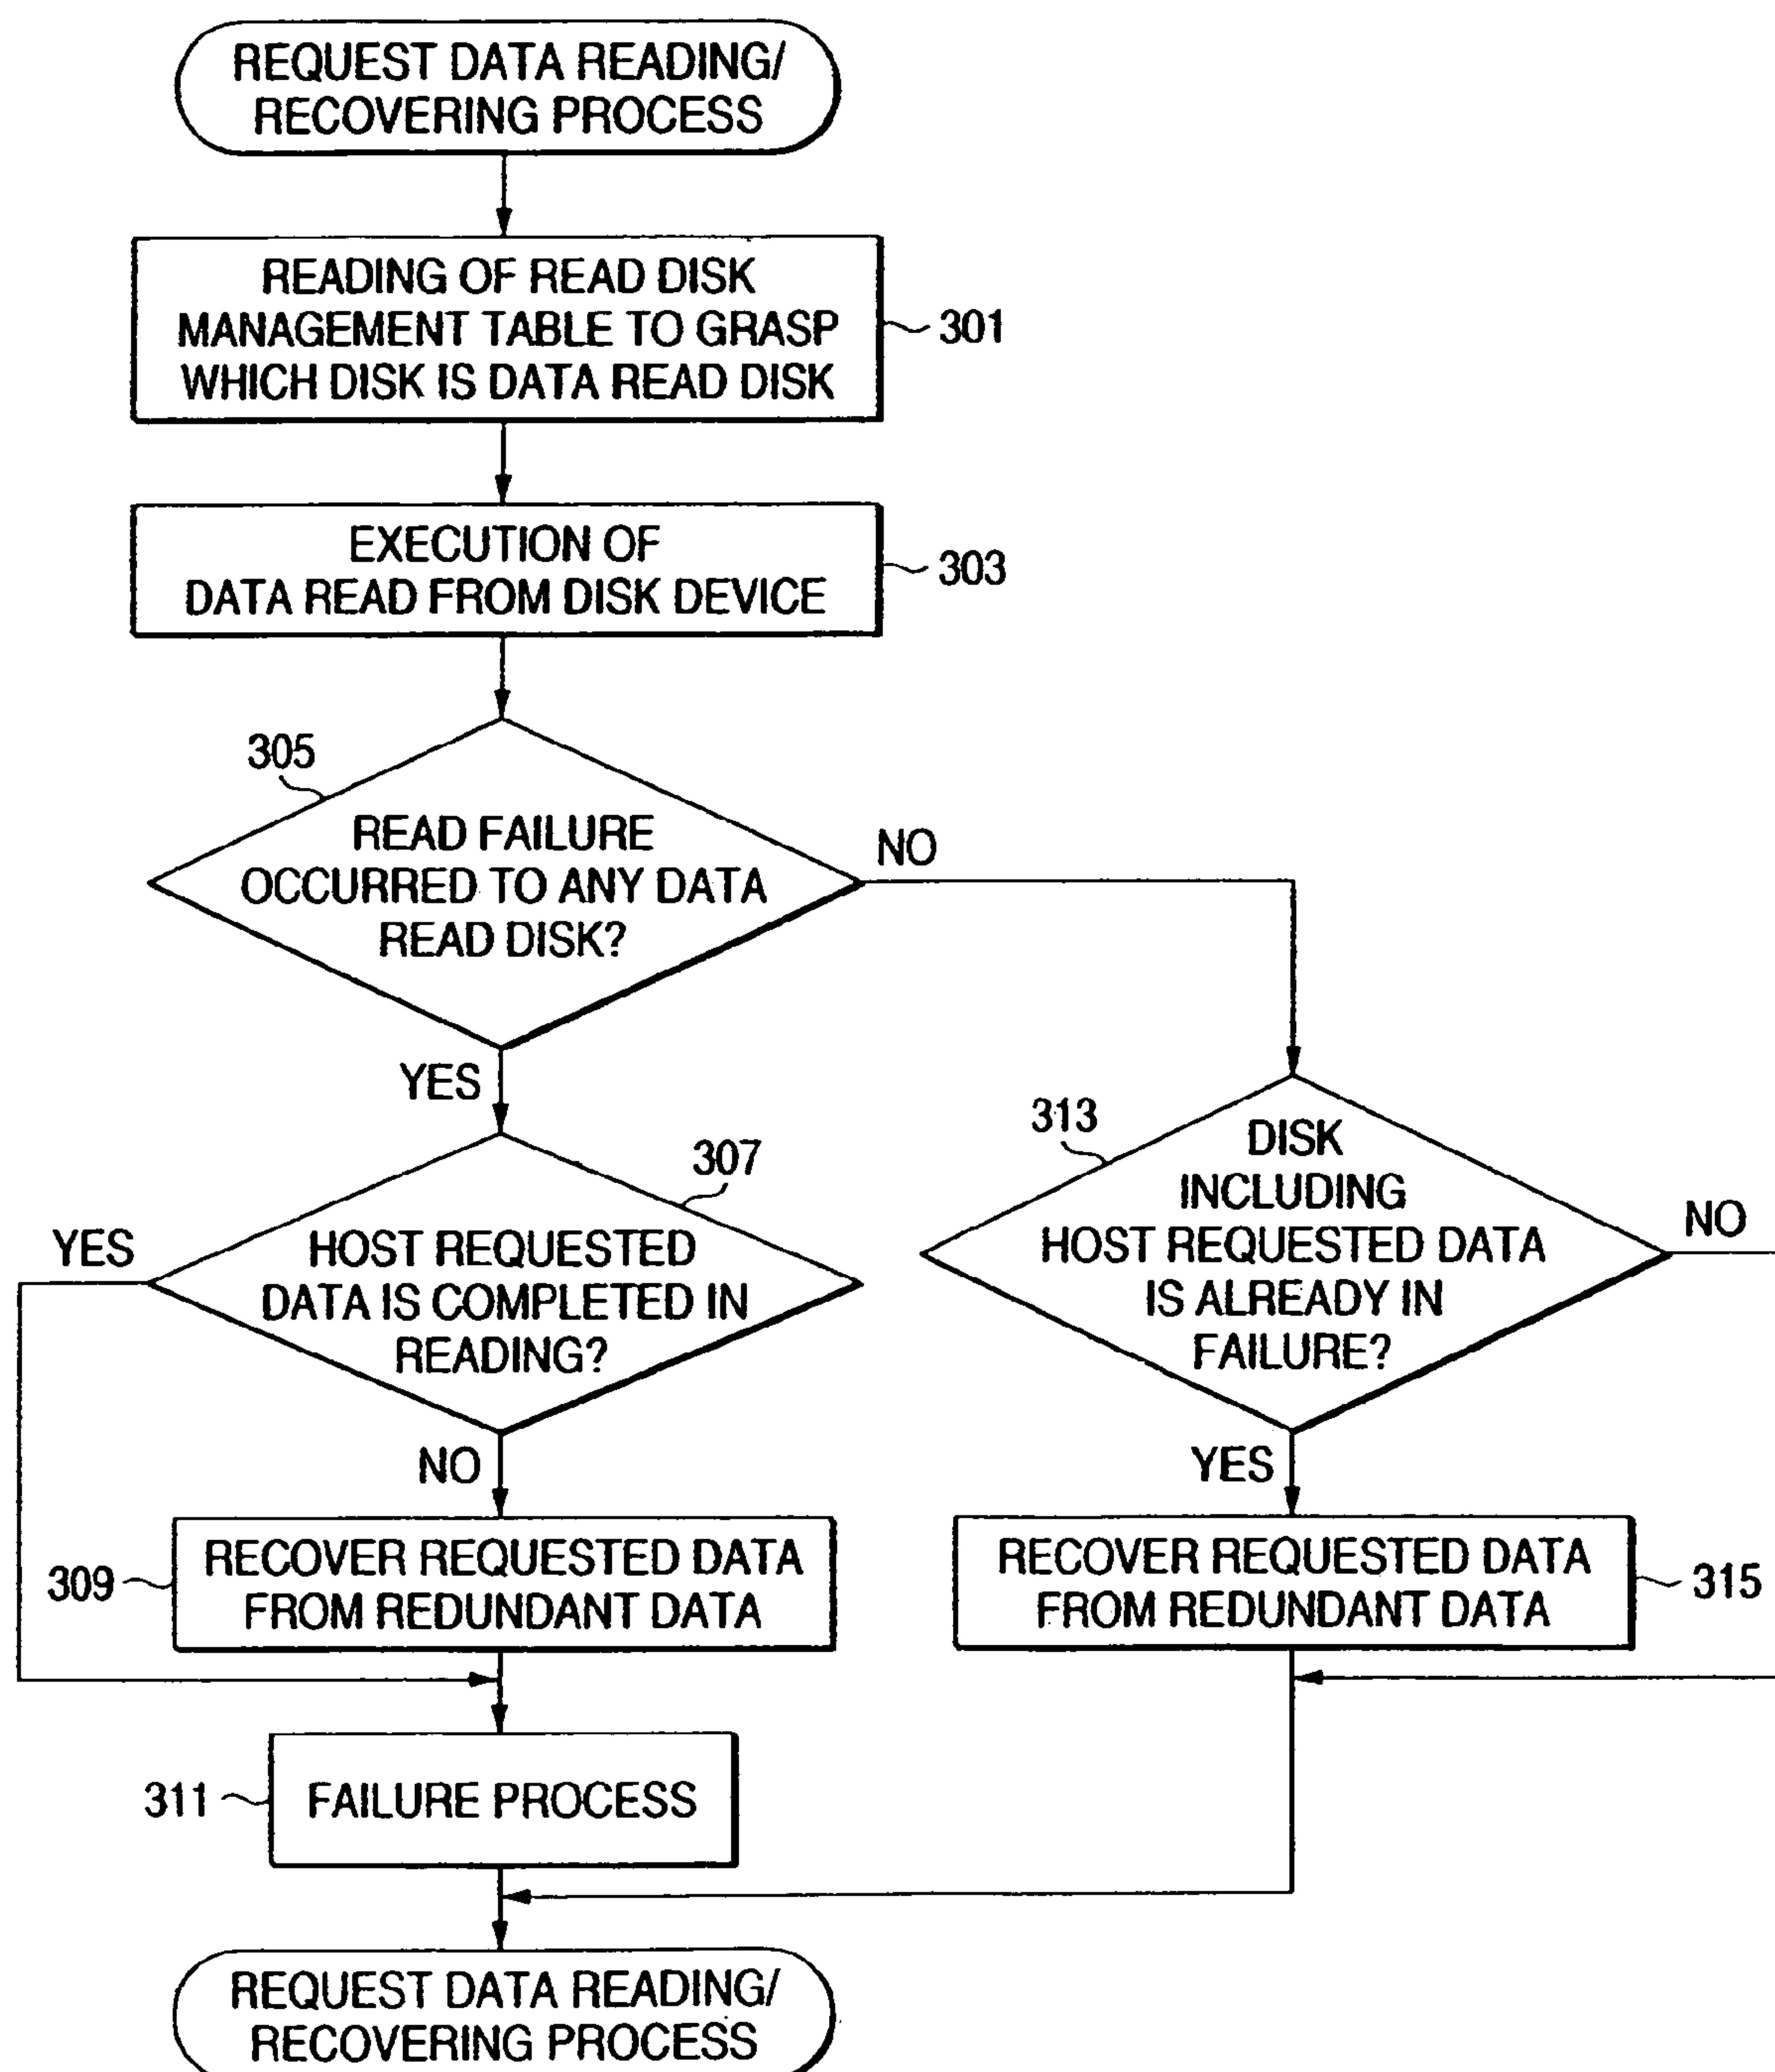 REQUEST DATA READING/
RECOVERING PROCESS
READING OF READ DISK
MANAGEMENT TABLE TO GRASP
WHICH DISK IS DATA READ DISK
301
EXECUTION OF
DATA READ FROM DISK DEVICE
303
305
READ FAILURE
OCCURRED TO ANY DATA
READ DISK?
NO
YES
307
HOST REQUESTED
DATA IS COMPLETED IN
READING?
YES
NO
313
DISK
INCLUDING
HOST REQUESTED DATA
IS ALREADY IN
FAILURE?
NO
YES
309
RECOVER REQUESTED DATA
FROM REDUNDANT DATA
RECOVER REQUESTED DATA
FROM REDUNDANT DATA
315
311
FAILURE PROCESS
REQUEST DATA READING/
RECOVERING PROCESS